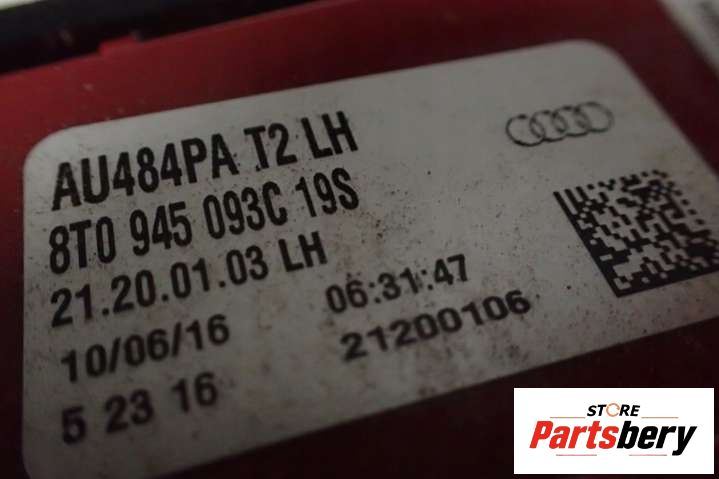 AU484PA T2 LH
8T0 945 093C 19S
21.20.01.03 LH
10/06/16 06:31:47
5 23 16 21200106
STORE
Partsbery